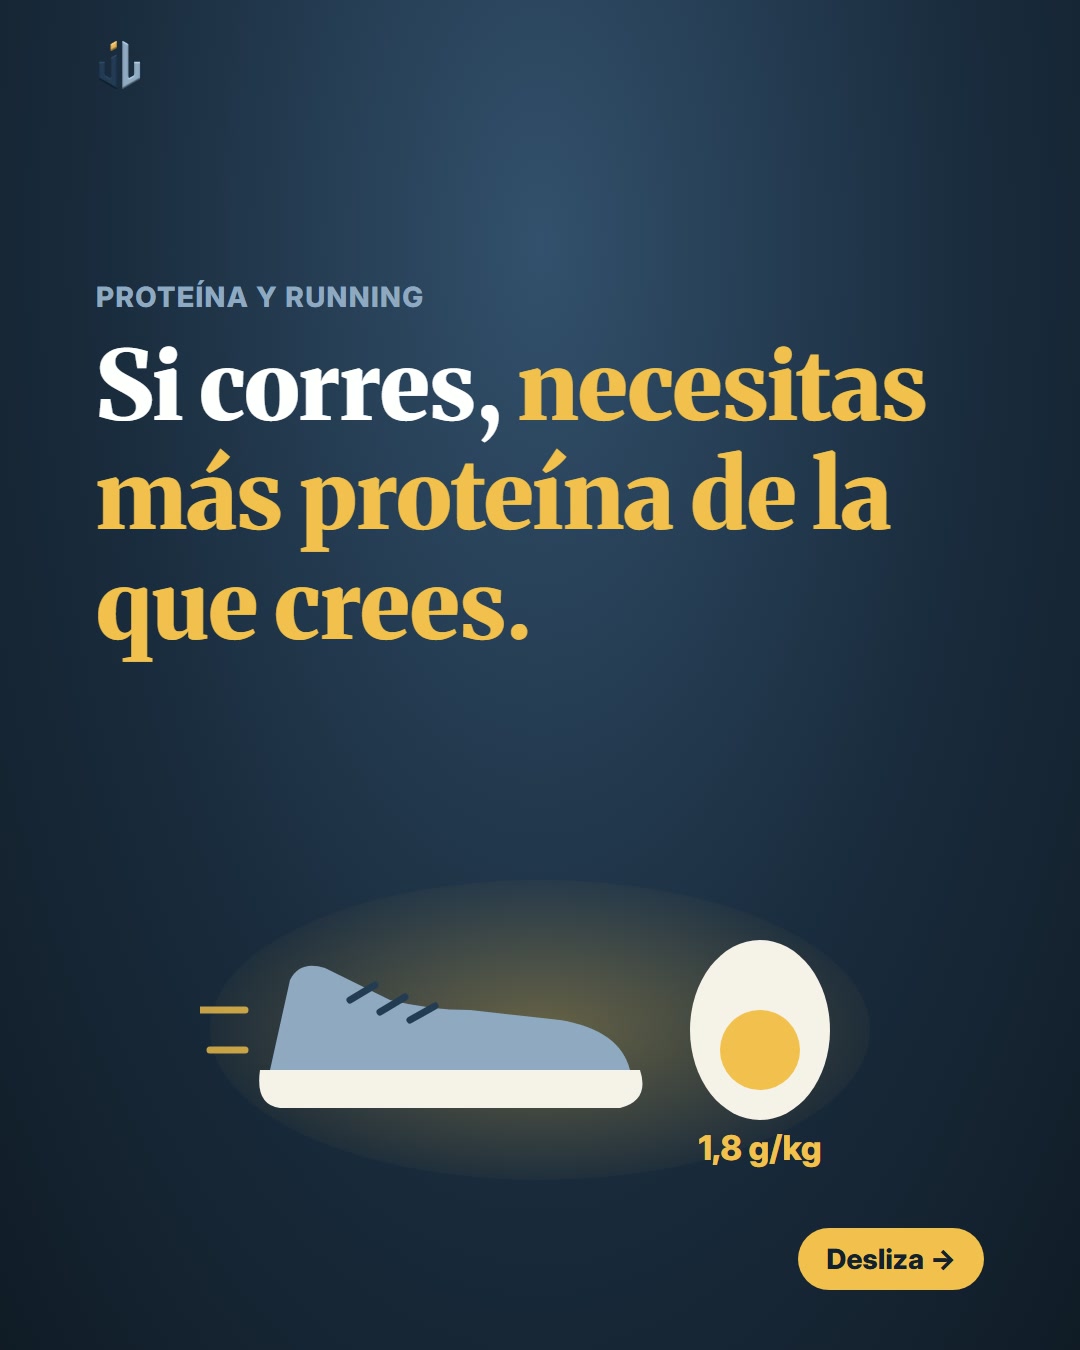 PROTEÍNA Y RUNNING
Si corres, necesitas
más proteína de la
que crees.
1,8 g/kg
Desliza →